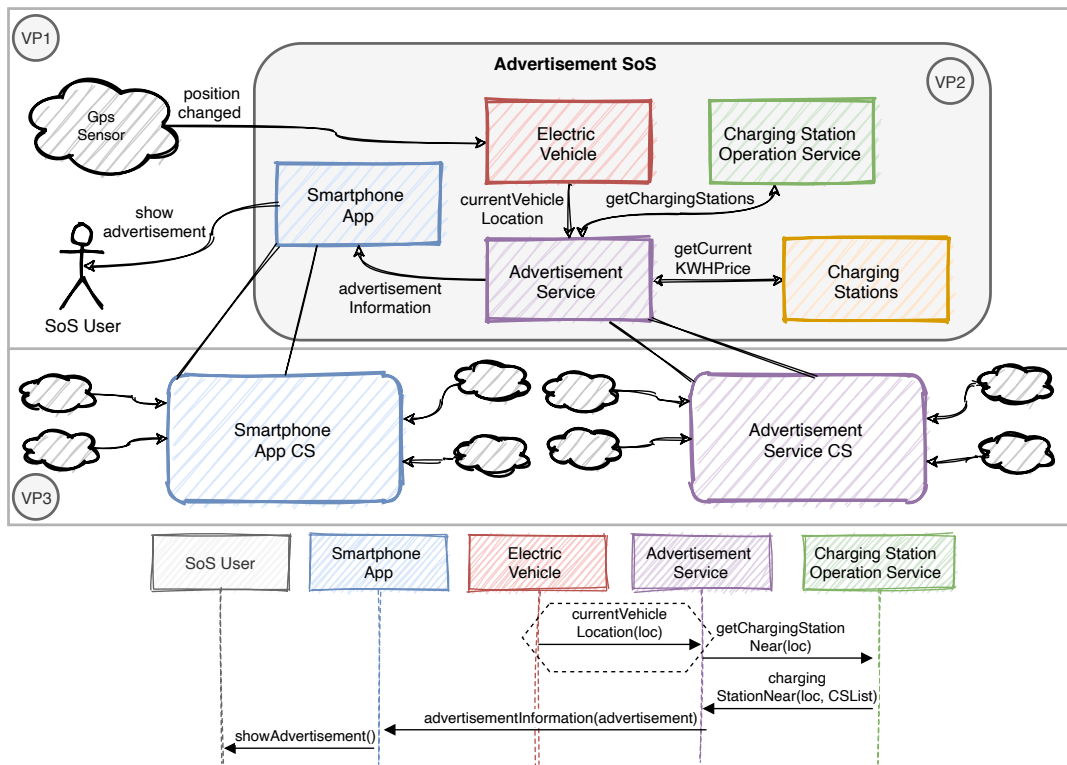 VP1
Advertisement SoS
VP2
Gps
Sensor
position
changed
Electric
Vehicle
Charging Station
Operation Service
Smartphone
App
currentVehicle
Location
getChargingStations
show
advertisement
SoS User
advertisement
Information
Advertisement
Service
getCurrent
KWHPrice
Charging
Stations
Smartphone
App CS
Advertisement
Service CS
VP3
SoS User
Smartphone
App
Electric
Vehicle
Advertisement
Service
Charging Station
Operation Service
currentVehicle
Location(loc)
getChargingStation
Near(loc)
charging
StationNear(loc, CSList)
advertisementInformation(advertisement)
showAdvertisement()